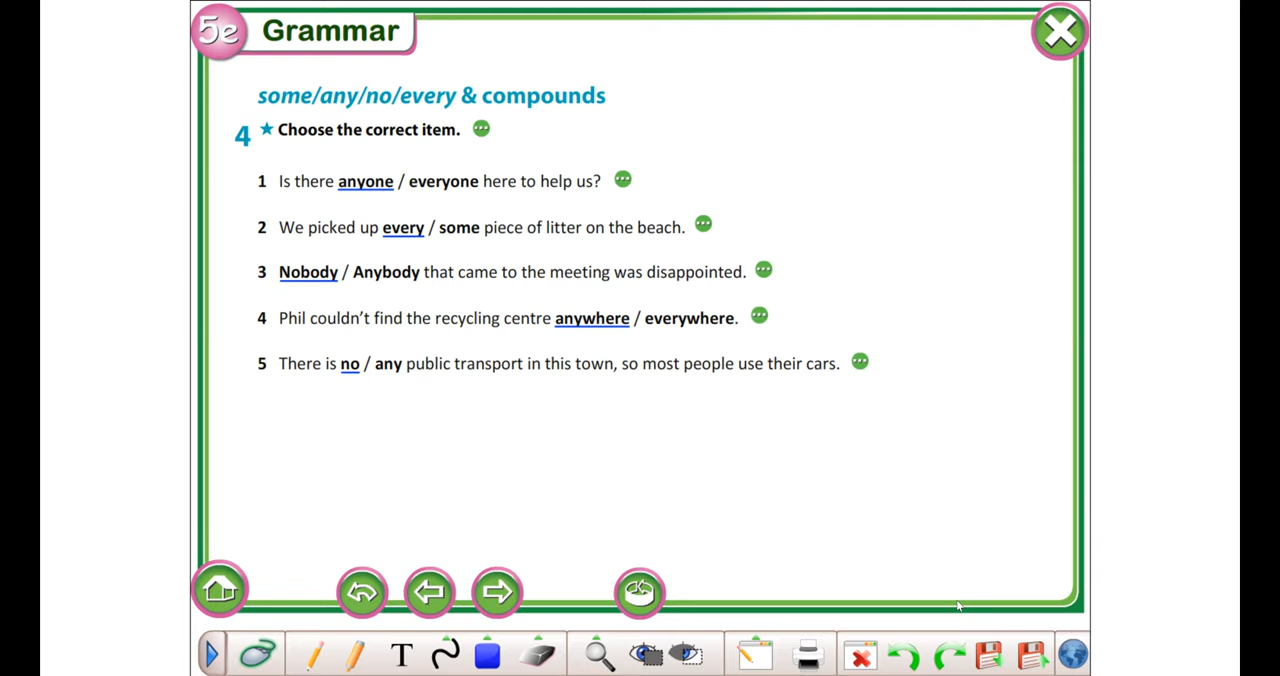 5e Grammar
some/any/no/every & compounds
4 ★ Choose the correct item.
1 Is there anyone / everyone here to help us?
2 We picked up every / some piece of litter on the beach.
3 Nobody / Anybody that came to the meeting was disappointed.
4 Phil couldn't find the recycling centre anywhere / everywhere.
5 There is no / any public transport in this town, so most people use their cars.
T